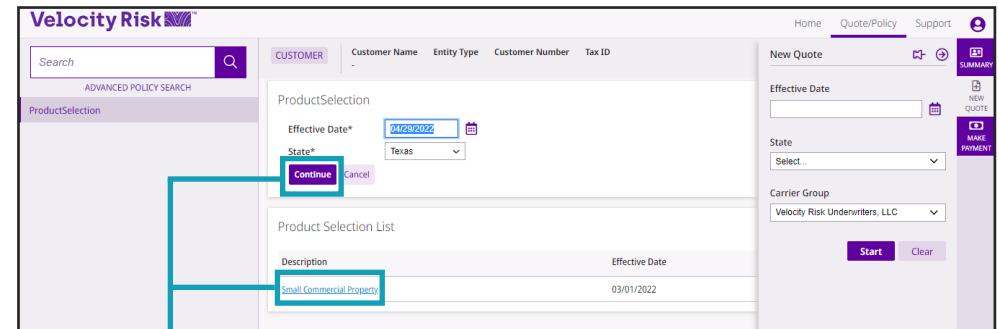 Velocity Risk
Home Quote/Policy Support
Search
ADVANCED POLICY SEARCH
ProductSelection
CUSTOMER
Customer Name Entity Type Customer Number Tax ID
-
ProductSelection
Effective Date* 04/29/2022
State* Texas
Continue Cancel
Product Selection List
Description Effective Date
Small Commercial Property 03/01/2022
New Quote
Effective Date
State
Select...
Carrier Group
Velocity Risk Underwriters, LLC
Start Clear
SUMMARY
NEW
QUOTE
MAKE
PAYMENT